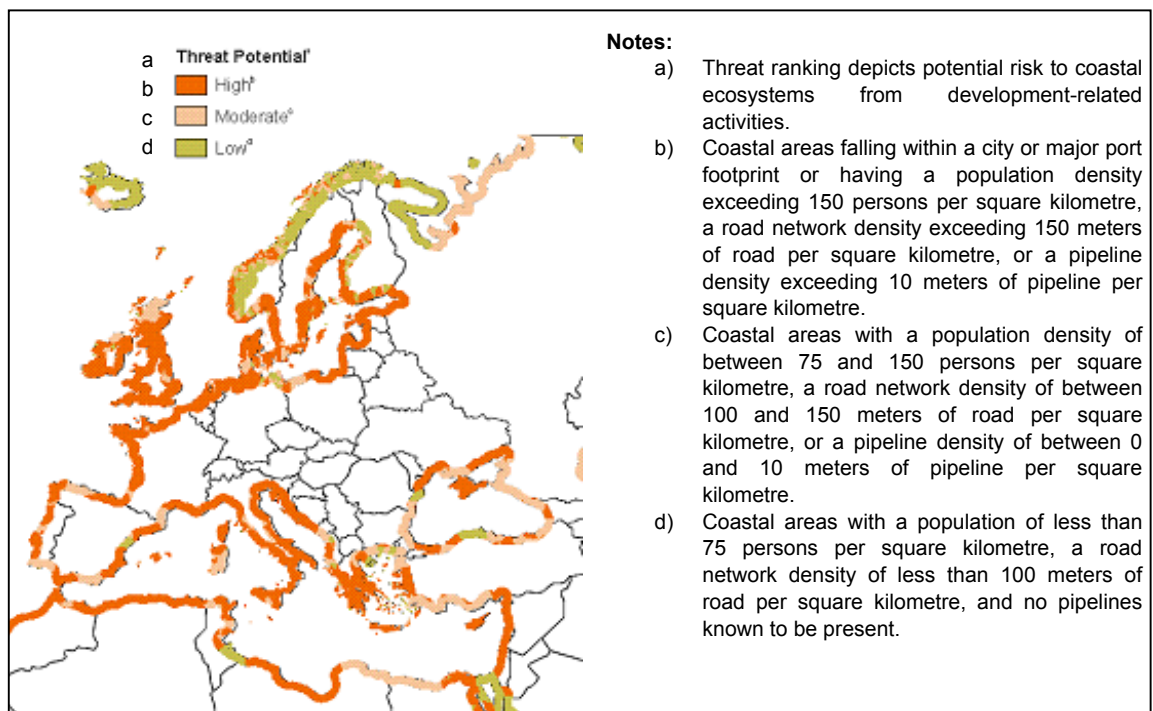 a Threat Potentialª
b Highᵇ
c Moderateᶜ
d Lowᵈ
Notes:
a) Threat ranking depicts potential risk to coastal
ecosystems from development-related
activities.
b) Coastal areas falling within a city or major port
footprint or having a population density
exceeding 150 persons per square kilometre,
a road network density exceeding 150 meters
of road per square kilometre, or a pipeline
density exceeding 10 meters of pipeline per
square kilometre.
c) Coastal areas with a population density of
between 75 and 150 persons per square
kilometre, a road network density of between
100 and 150 meters of road per square
kilometre, or a pipeline density of between 0
and 10 meters of pipeline per square
kilometre.
d) Coastal areas with a population of less than
75 persons per square kilometre, a road
network density of less than 100 meters of
road per square kilometre, and no pipelines
known to be present.